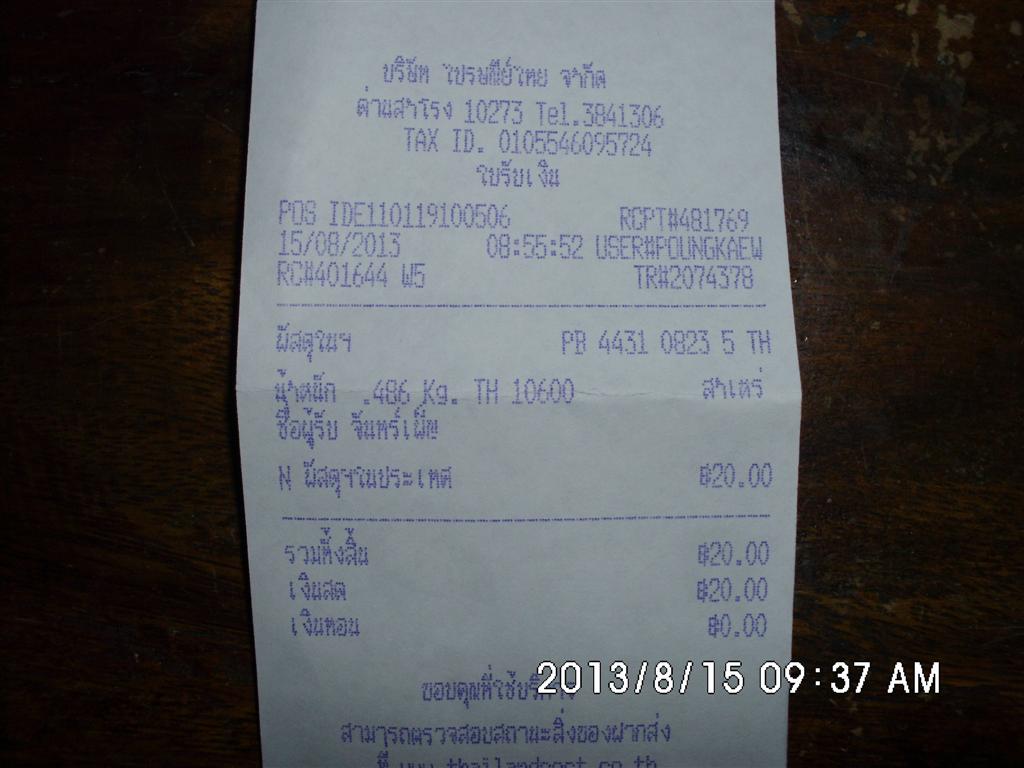 บริษัท ไปรษณีย์ไทย จำกัด
ด่านสำโรง 10273 Tel.3841306
TAX ID. 0105546095724
ใบรับเงิน
POS IDE110119100506 RCPT#481769
15/08/2013 08:55:52 USER#POUNGKAEW
RC#401644 W5 TR#2074378
พัสดุในฯ PB 4431 0823 5 TH
น้ำหนัก .486 Kg. TH 10600 สำเหร่
ชื่อผู้รับ จันทร์เพ็ญ
N พัสดุฯในประเทศ ฿20.00
รวมทั้งสิ้น ฿20.00
เงินสด ฿20.00
เงินทอน ฿0.00
ขอบคุณที่ใช้บริการ
2013/8/15 09:37 AM
สามารถตรวจสอบสถานะสิ่งของฝากส่ง
ที่ www.thailandpost.co.th